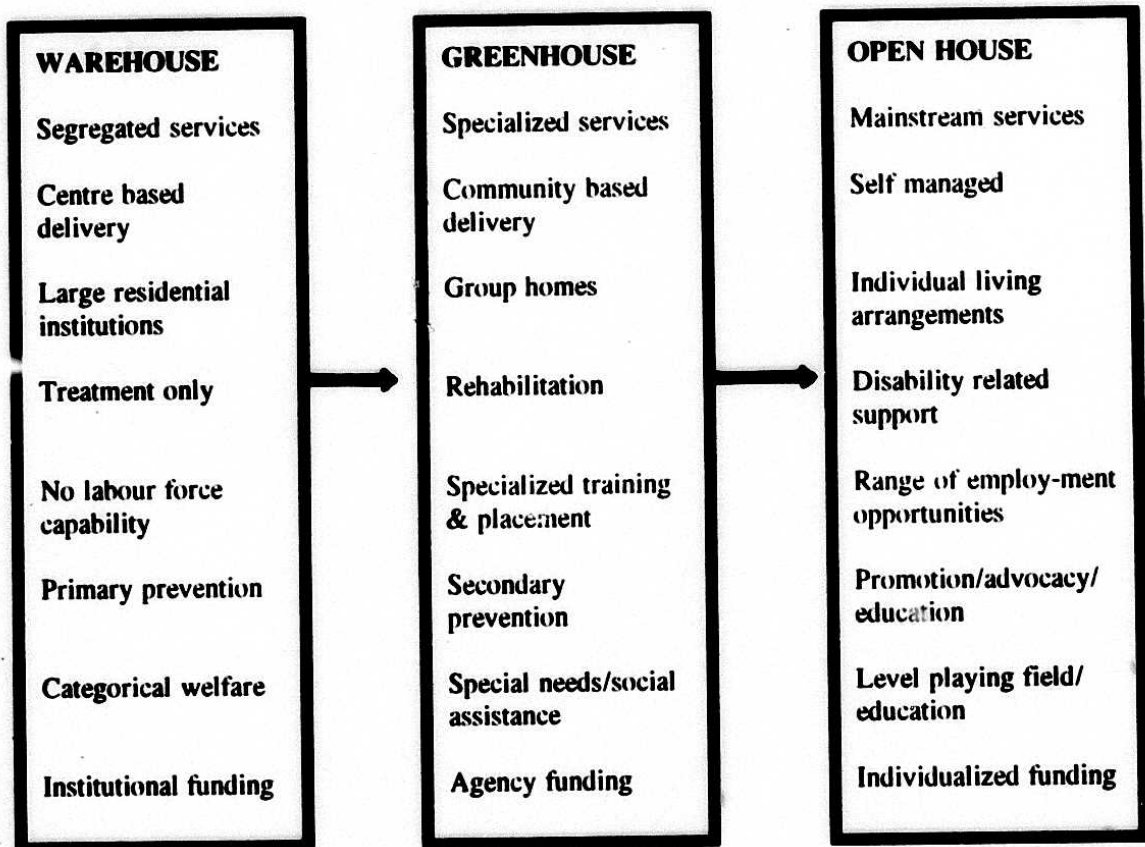 WAREHOUSE
Segregated services
Centre based
delivery
Large residential
institutions
Treatment only
No labour force
capability
Primary prevention
Categorical welfare
Institutional funding
GREENHOUSE
Specialized services
Community based
delivery
Group homes
Rehabilitation
Specialized training
& placement
Secondary
prevention
Special needs/social
assistance
Agency funding
OPEN HOUSE
Mainstream services
Self managed
Individual living
arrangements
Disability related
support
Range of employ-ment
opportunities
Promotion/advocacy/
education
Level playing field/
education
Individualized funding